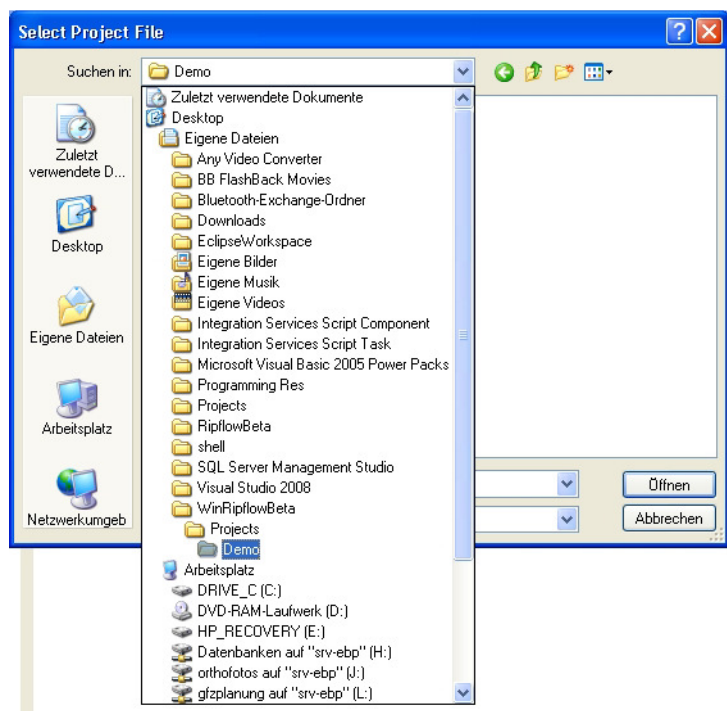 Select Project File
Suchen in:
Demo
Zuletzt verwendete D...
Desktop
Eigene Dateien
Arbeitsplatz
Netzwerkumgeb
Zuletzt verwendete Dokumente
Desktop
Eigene Dateien
Any Video Converter
BB FlashBack Movies
Bluetooth-Exchange-Ordner
Downloads
EclipseWorkspace
Eigene Bilder
Eigene Musik
Eigene Videos
Integration Services Script Component
Integration Services Script Task
Microsoft Visual Basic 2005 Power Packs
Programming Res
Projects
RipflowBeta
shell
SQL Server Management Studio
Visual Studio 2008
WinRipflowBeta
Projects
Demo
Arbeitsplatz
DRIVE_C (C:)
DVD-RAM-Laufwerk (D:)
HP_RECOVERY (E:)
Datenbanken auf "srv-ebp" (H:)
orthofotos auf "srv-ebp" (J:)
gfzplanung auf "srv-ebp" (L:)
Öffnen
Abbrechen